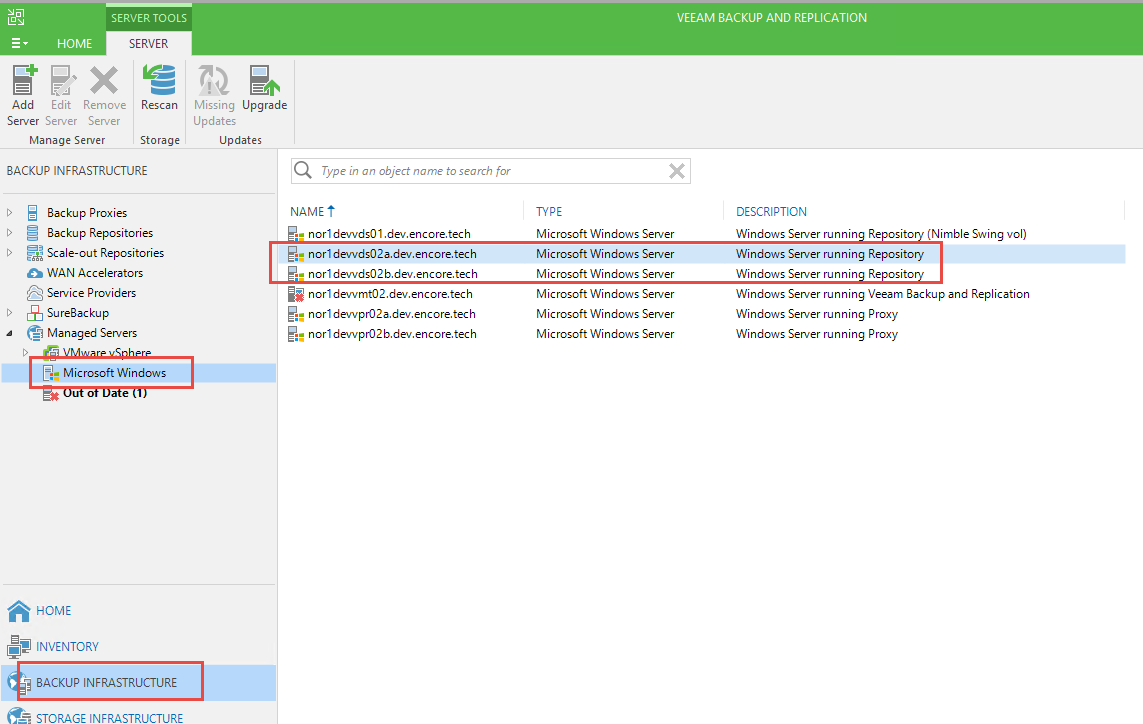 SERVER TOOLS
VEEAM BACKUP AND REPLICATION
HOME
SERVER
Add Server
Edit Server
Remove Server
Rescan
Missing Updates
Upgrade
Manage Server
Storage
Updates
BACKUP INFRASTRUCTURE
Backup Proxies
Backup Repositories
Scale-out Repositories
WAN Accelerators
Service Providers
SureBackup
Managed Servers
VMware vSphere
Microsoft Windows
Out of Date (1)
HOME
INVENTORY
BACKUP INFRASTRUCTURE
STORAGE INFRASTRUCTURE
Type in an object name to search for
NAME TYPE DESCRIPTION
nor1devvds01.dev.encore.tech Microsoft Windows Server Windows Server running Repository (Nimble Swing vol)
nor1devvds02a.dev.encore.tech Microsoft Windows Server Windows Server running Repository
nor1devvds02b.dev.encore.tech Microsoft Windows Server Windows Server running Repository
nor1devvmt02.dev.encore.tech Microsoft Windows Server Windows Server running Veeam Backup and Replication
nor1devvpr02a.dev.encore.tech Microsoft Windows Server Windows Server running Proxy
nor1devvpr02b.dev.encore.tech Microsoft Windows Server Windows Server running Proxy